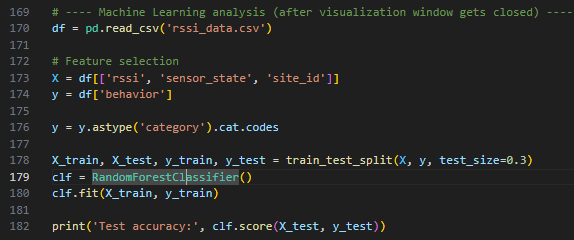 169 # ---- Machine Learning analysis (after visualization window gets closed) ----
170 df = pd.read_csv('rssi_data.csv')
171
172 # Feature selection
173 X = df[['rssi', 'sensor_state', 'site_id']]
174 y = df['behavior']
175
176 y = y.astype('category').cat.codes
177
178 X_train, X_test, y_train, y_test = train_test_split(X, y, test_size=0.3)
179 clf = RandomForestClassifier()
180 clf.fit(X_train, y_train)
181
182 print('Test accuracy:', clf.score(X_test, y_test))